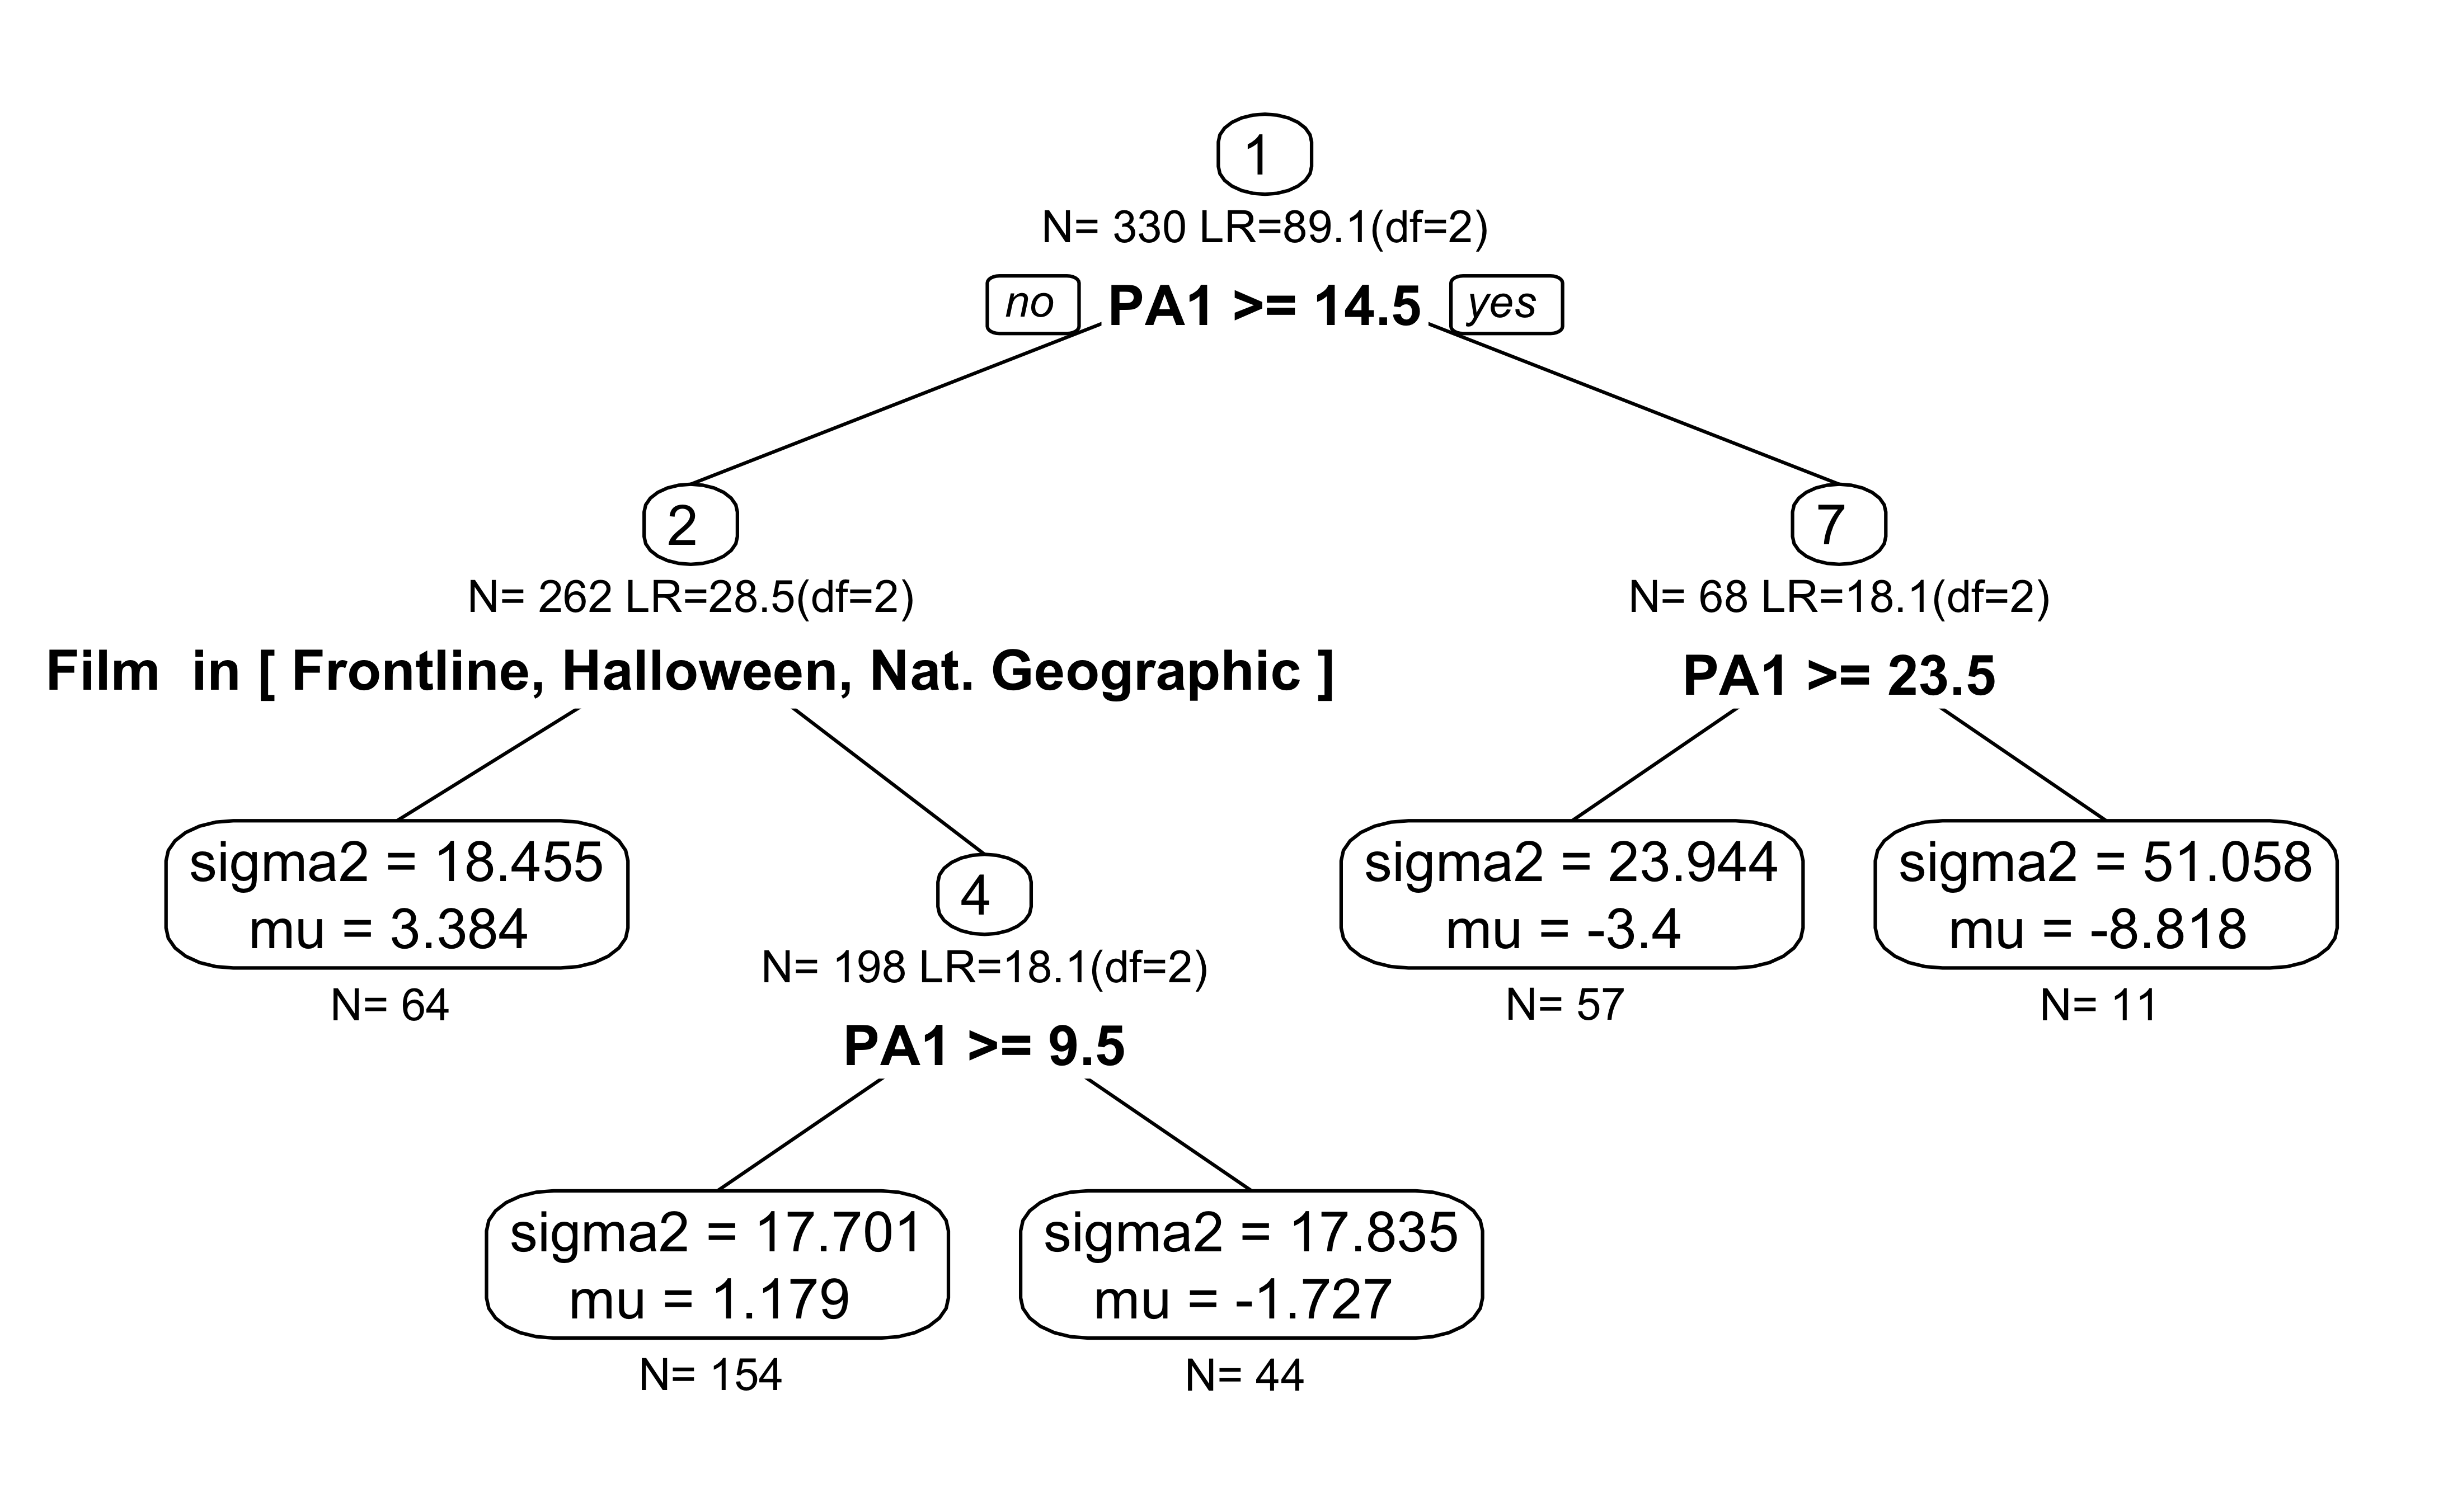 1
N= 330 LR=89.1(df=2)
no PA1 >= 14.5 yes
2
7
N= 262 LR=28.5(df=2)
N= 68 LR=18.1(df=2)
Film in [ Frontline, Halloween, Nat. Geographic ]
PA1 >= 23.5
sigma2 = 18.455
mu = 3.384
N= 64
4
N= 198 LR=18.1(df=2)
PA1 >= 9.5
sigma2 = 23.944
mu = -3.4
N= 57
sigma2 = 51.058
mu = -8.818
N= 11
sigma2 = 17.701
mu = 1.179
N= 154
sigma2 = 17.835
mu = -1.727
N= 44